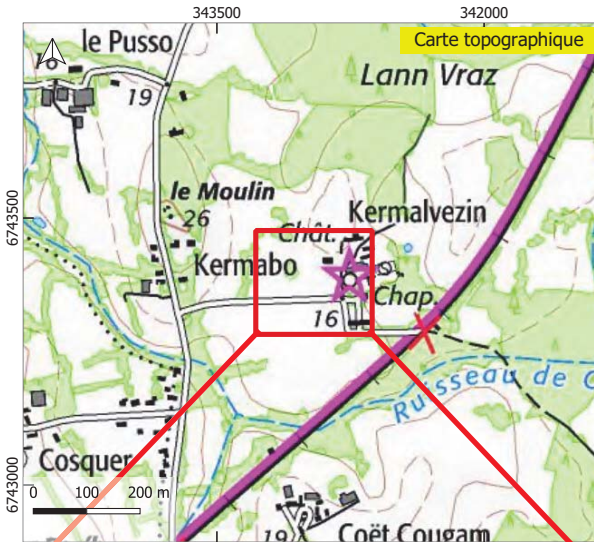 343500 342000
Carte topographique
le Pusso
19
Lann Vraz
le Moulin
26
6743500
Kermalvezin
Chât.
Kermabo
Chap.
16
Ruisseau de
Cosquer
6743000
0 100 200 m
19
Coët Cougam